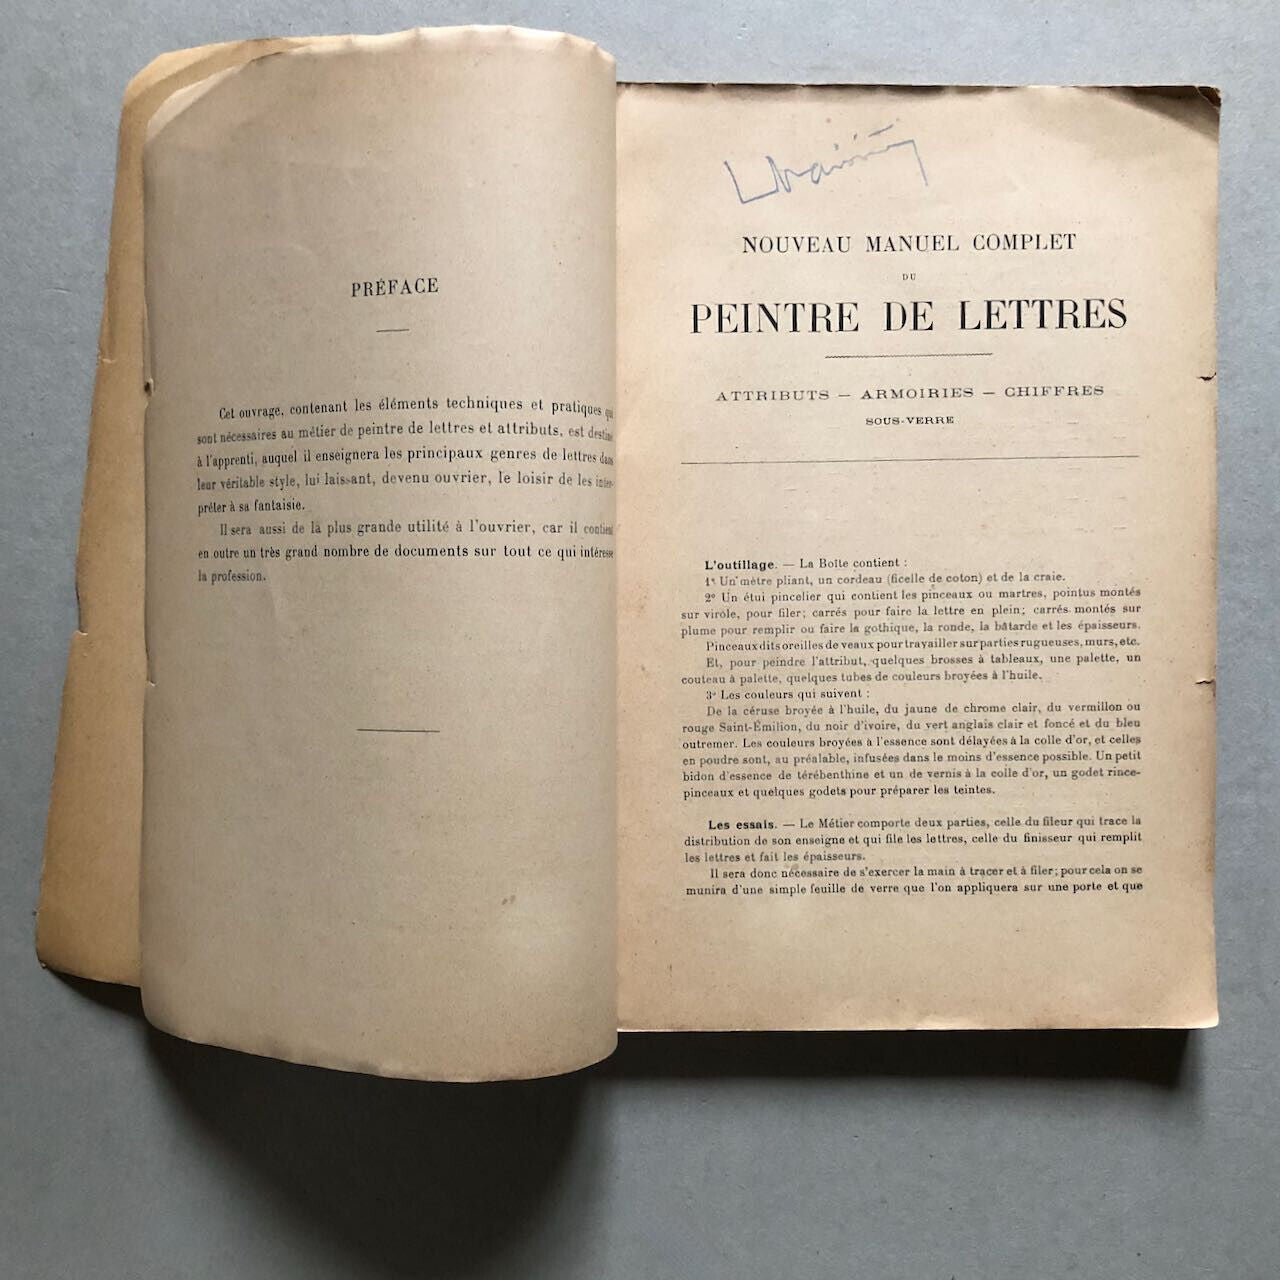 PRÉFACE
Cet ouvrage, contenant les éléments techniques et pratiques qui
sont nécessaires au métier de peintre de lettres et attributs, est destiné
à l'apprenti, auquel il enseignera les principaux genres de lettres dans
leur véritable style, lui laissant, devenu ouvrier, le loisir de les inter-
préter à sa fantaisie.
Il sera aussi de la plus grande utilité à l'ouvrier, car il contient
en outre un très grand nombre de documents sur tout ce qui intéresse
la profession.
NOUVEAU MANUEL COMPLET
DU
PEINTRE DE LETTRES
ATTRIBUTS — ARMOIRIES — CHIFFRES
SOUS-VERRE
L'outillage. — La Boîte contient :
1° Un mètre pliant, un cordeau (ficelle de coton) et de la craie.
2° Un étui pincelier qui contient les pinceaux ou martres, pointus montés
sur virole, pour filer; carrés pour faire la lettre en plein; carrés montés sur
plume pour remplir ou faire la gothique, la ronde, la bâtarde et les épaisseurs.
Pinceaux dits oreilles de veaux pour travailler sur parties rugueuses, murs, etc.
Et, pour peindre l'attribut, quelques brosses à tableaux, une palette, un
couteau à palette, quelques tubes de couleurs broyées à l'huile.
3° Les couleurs qui suivent :
De la céruse broyée à l'huile, du jaune de chrome clair, du vermillon ou
rouge Saint-Émilion, du noir d'ivoire, du vert anglais clair et foncé et du bleu
outremer. Les couleurs broyées à l'essence sont délayées à la colle d'or, et celles
en poudre sont, au préalable, infusées dans le moins d'essence possible. Un petit
bidon d'essence de térébenthine et un de vernis à la colle d'or, un godet rince-
pinceaux et quelques godets pour préparer les teintes.
Les essais. — Le Métier comporte deux parties, celle du fileur qui trace la
distribution de son enseigne et qui file les lettres, celle du finisseur qui remplit
les lettres et fait les épaisseurs.
Il sera donc nécessaire de s'exercer la main à tracer et à filer; pour cela on se
munira d'une simple feuille de verre que l'on appliquera sur une porte et que